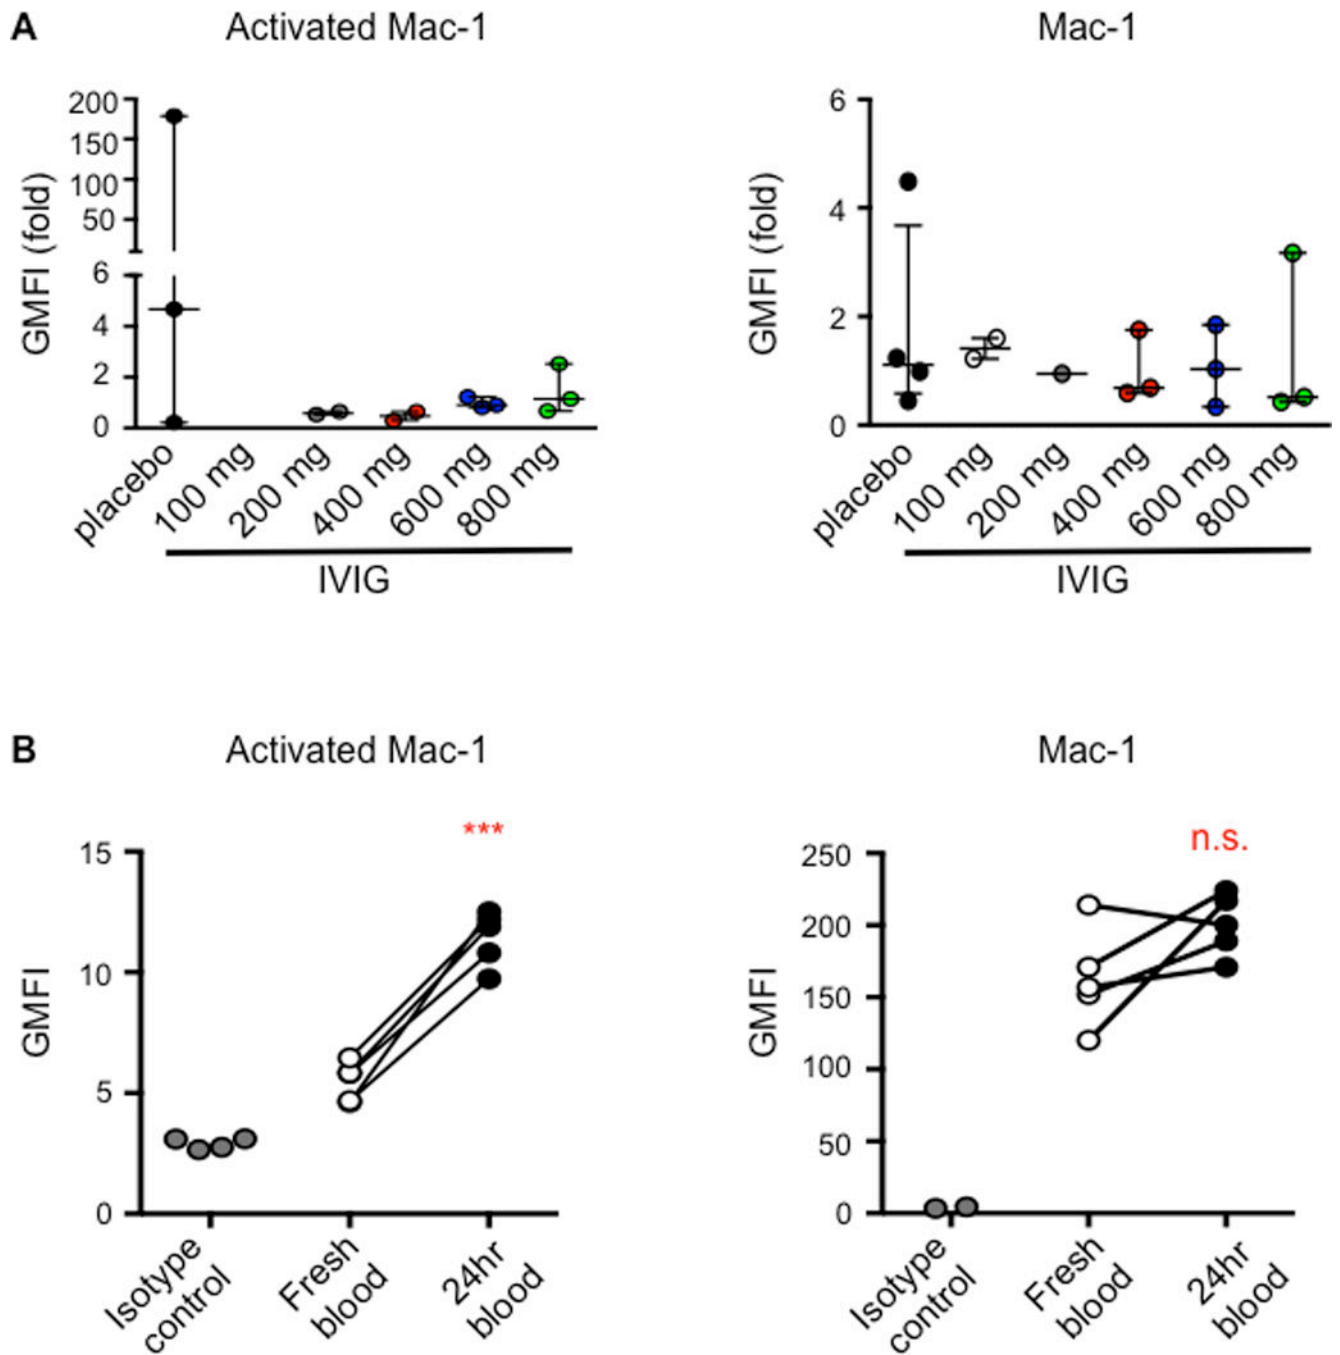 A
Activated Mac-1
GMFI (fold)
200
150
100
50
6
4
2
0
placebo
100 mg
200 mg
400 mg
600 mg
800 mg
IVIG
Mac-1
GMFI (fold)
6
4
2
0
placebo
100 mg
200 mg
400 mg
600 mg
800 mg
IVIG
B
Activated Mac-1
***
GMFI
15
10
5
0
Isotype
control
Fresh
blood
24hr
blood
Mac-1
n.s.
GMFI
250
200
150
100
50
0
Isotype
control
Fresh
blood
24hr
blood